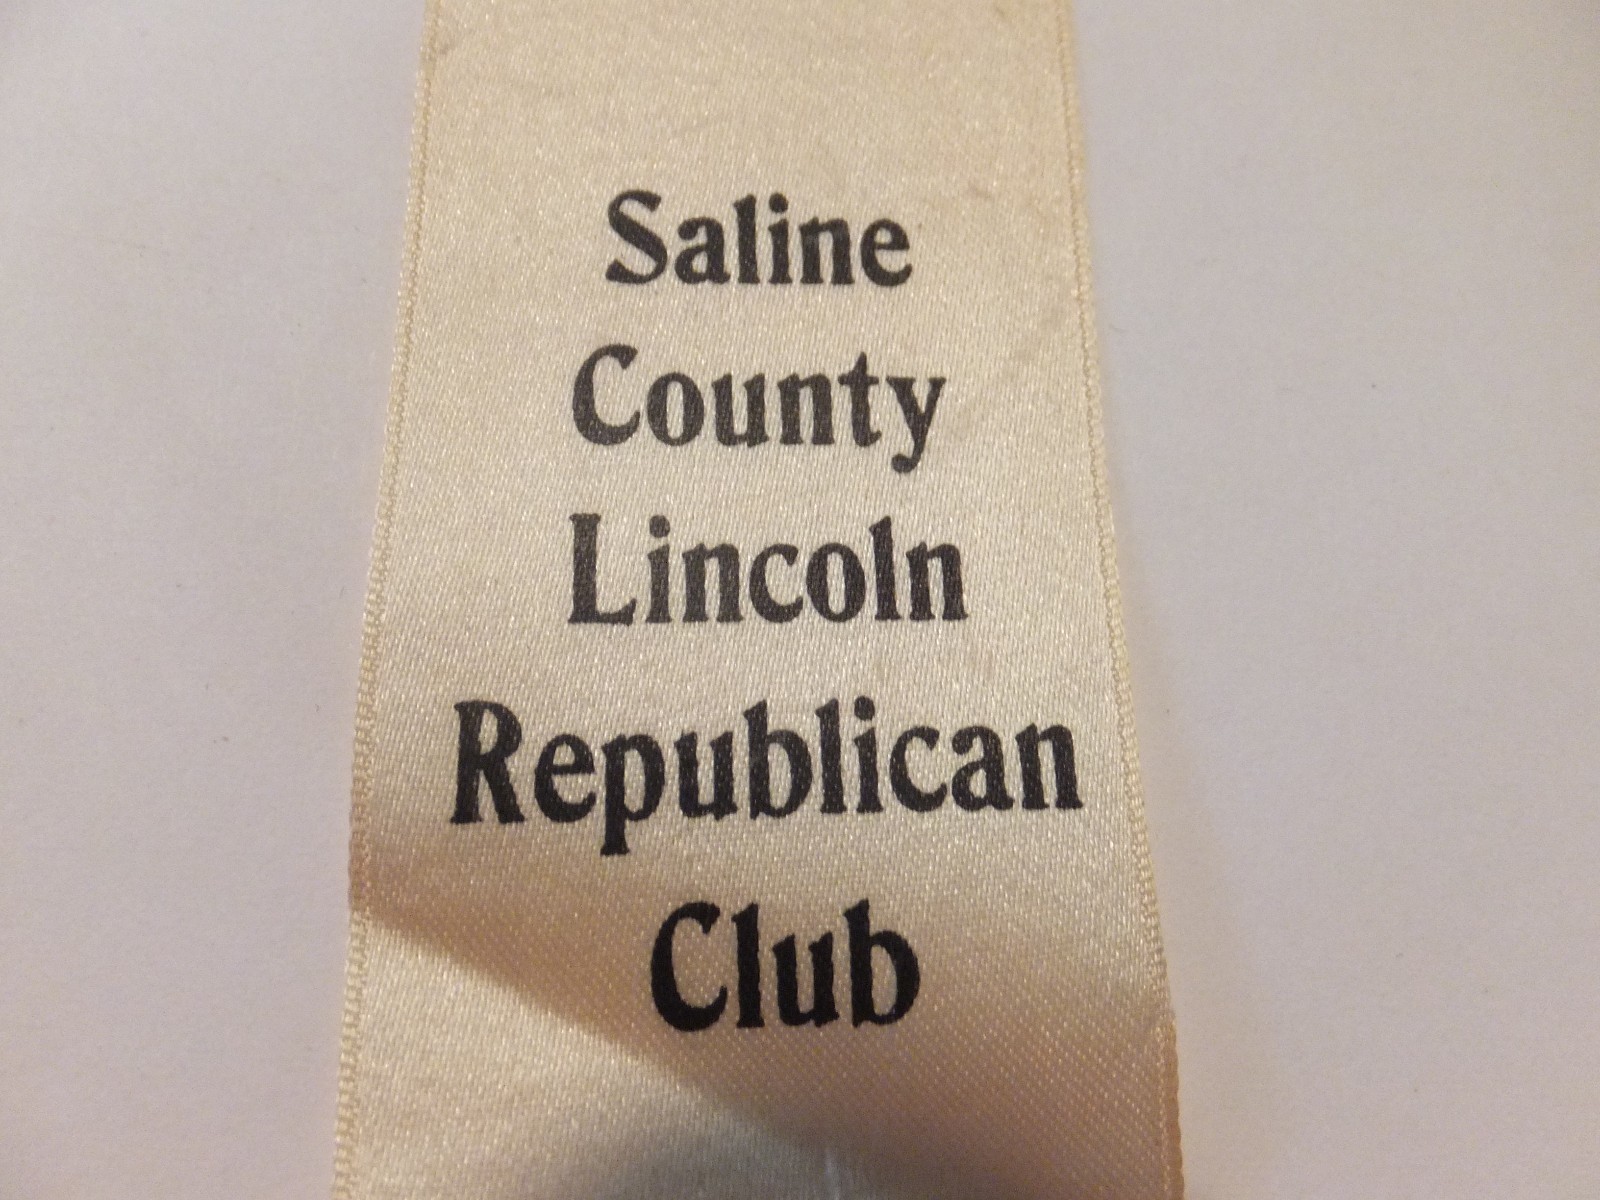 Saline
County
Lincoln
Republican
Club